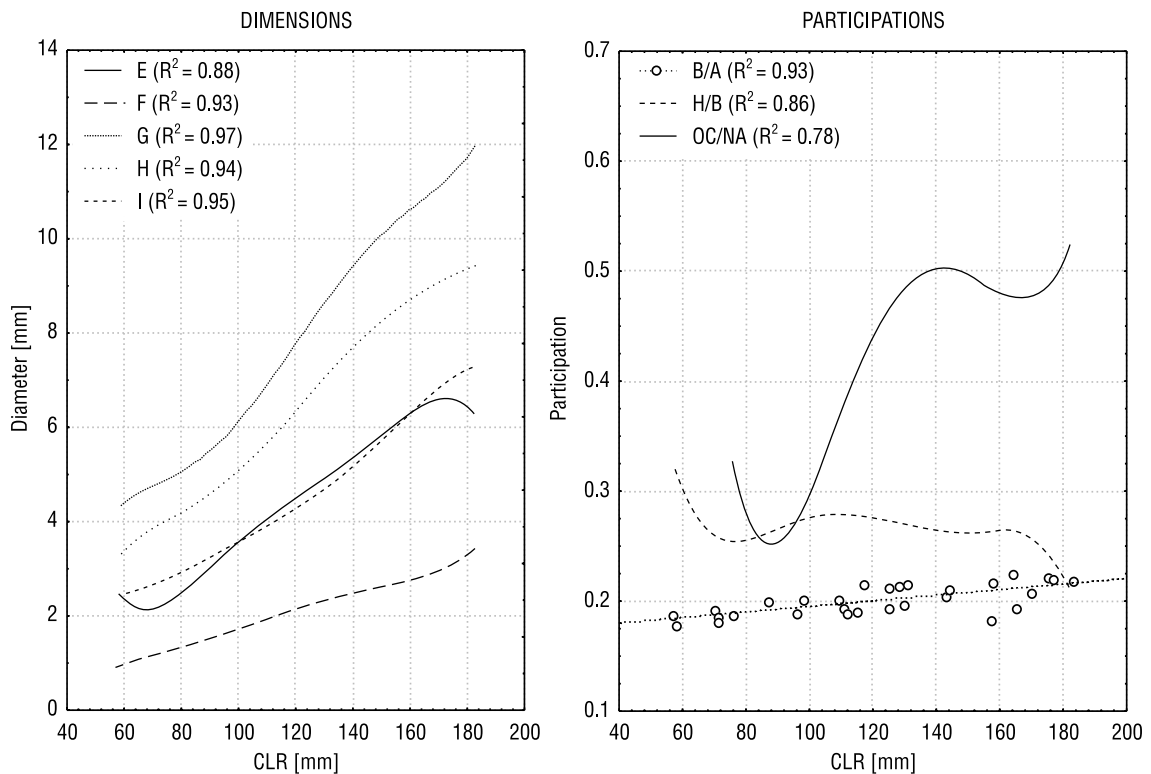 DIMENSIONS
14
12
10
8
6
4
2
0
Diameter [mm]
E (R² = 0.88)
F (R² = 0.93)
G (R² = 0.97)
H (R² = 0.94)
I (R² = 0.95)
40 60 80 100 120 140 160 180 200
CLR [mm]
PARTICIPATIONS
0.7
0.6
0.5
0.4
0.3
0.2
0.1
Participation
B/A (R² = 0.93)
H/B (R² = 0.86)
OC/NA (R² = 0.78)
40 60 80 100 120 140 160 180 200
CLR [mm]